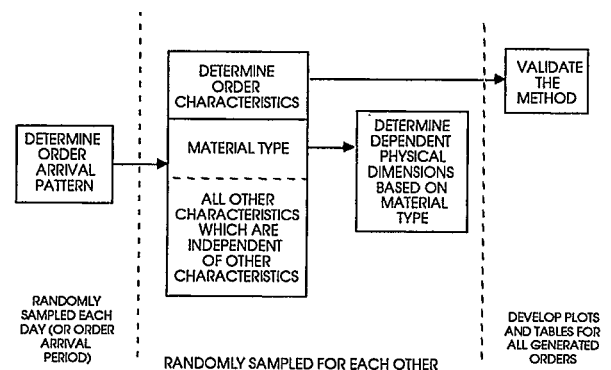 DETERMINE
ORDER
ARRIVAL
PATTERN
DETERMINE
ORDER
CHARACTERISTICS
MATERIAL TYPE
ALL OTHER
CHARACTERISTICS
WHICH ARE
INDEPENDENT
OF OTHER
CHARACTERISTICS
DETERMINE
DEPENDENT
PHYSICAL
DIMENSIONS
BASED ON
MATERIAL
TYPE
VALIDATE
THE
METHOD
RANDOMLY
SAMPLED EACH
DAY (OR ORDER
ARRIVAL
PERIOD)
RANDOMLY SAMPLED FOR EACH OTHER
DEVELOP PLOTS
AND TABLES FOR
ALL GENERATED
ORDERS